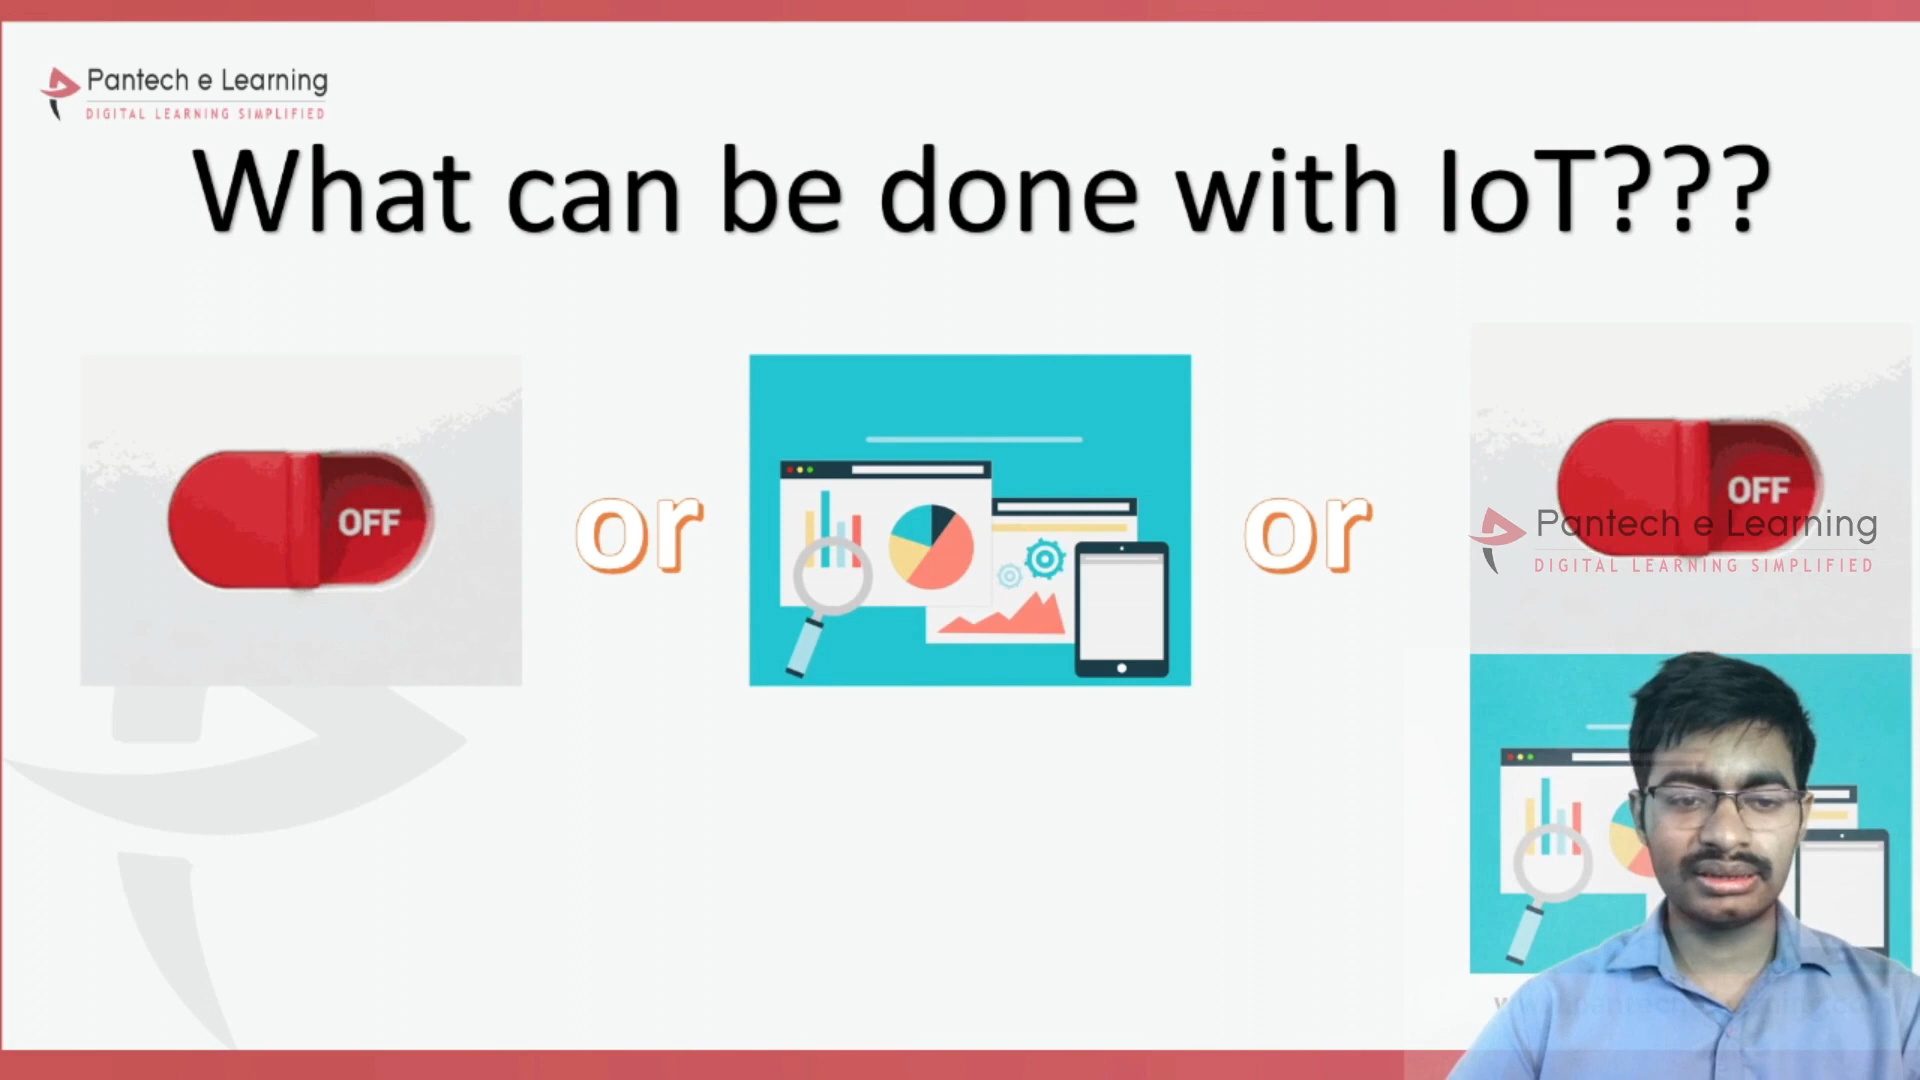 Pantech e Learning
DIGITAL LEARNING SIMPLIFIED
What can be done with IoT???
OFF
or
or
OFF
Pantech e Learning
DIGITAL LEARNING SIMPLIFIED